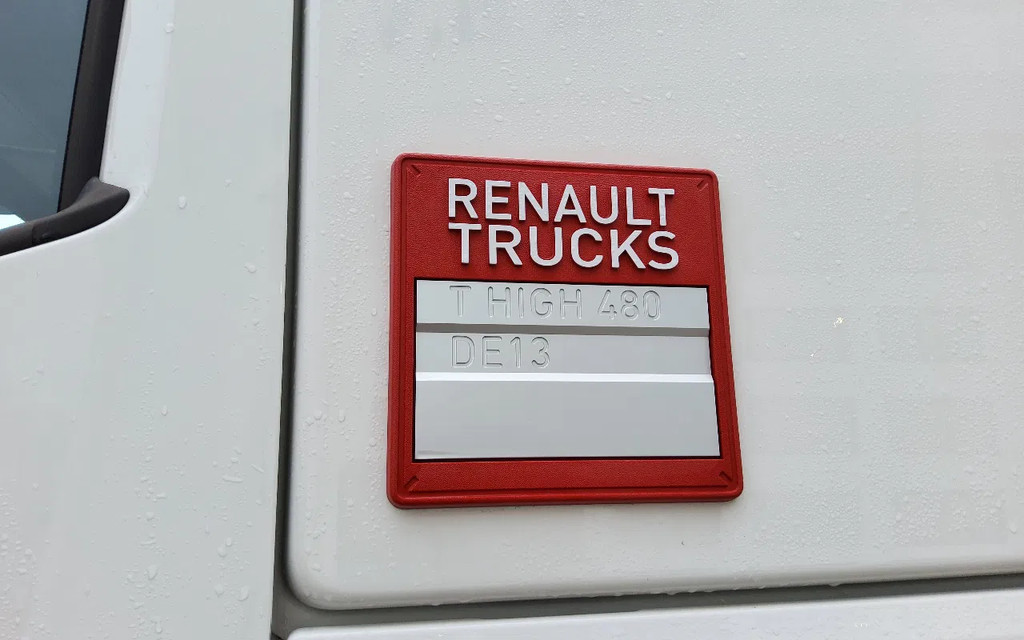 RENAULT
TRUCKS
T HIGH 480
DE13